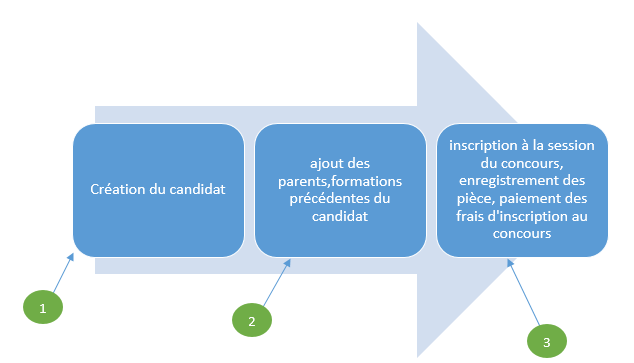 Création du candidat
ajout des
parents,formations
précédentes du
candidat
inscription à la session
du concours,
enregistrement des
pièce, paiement des
frais d'inscription au
concours
1
2
3